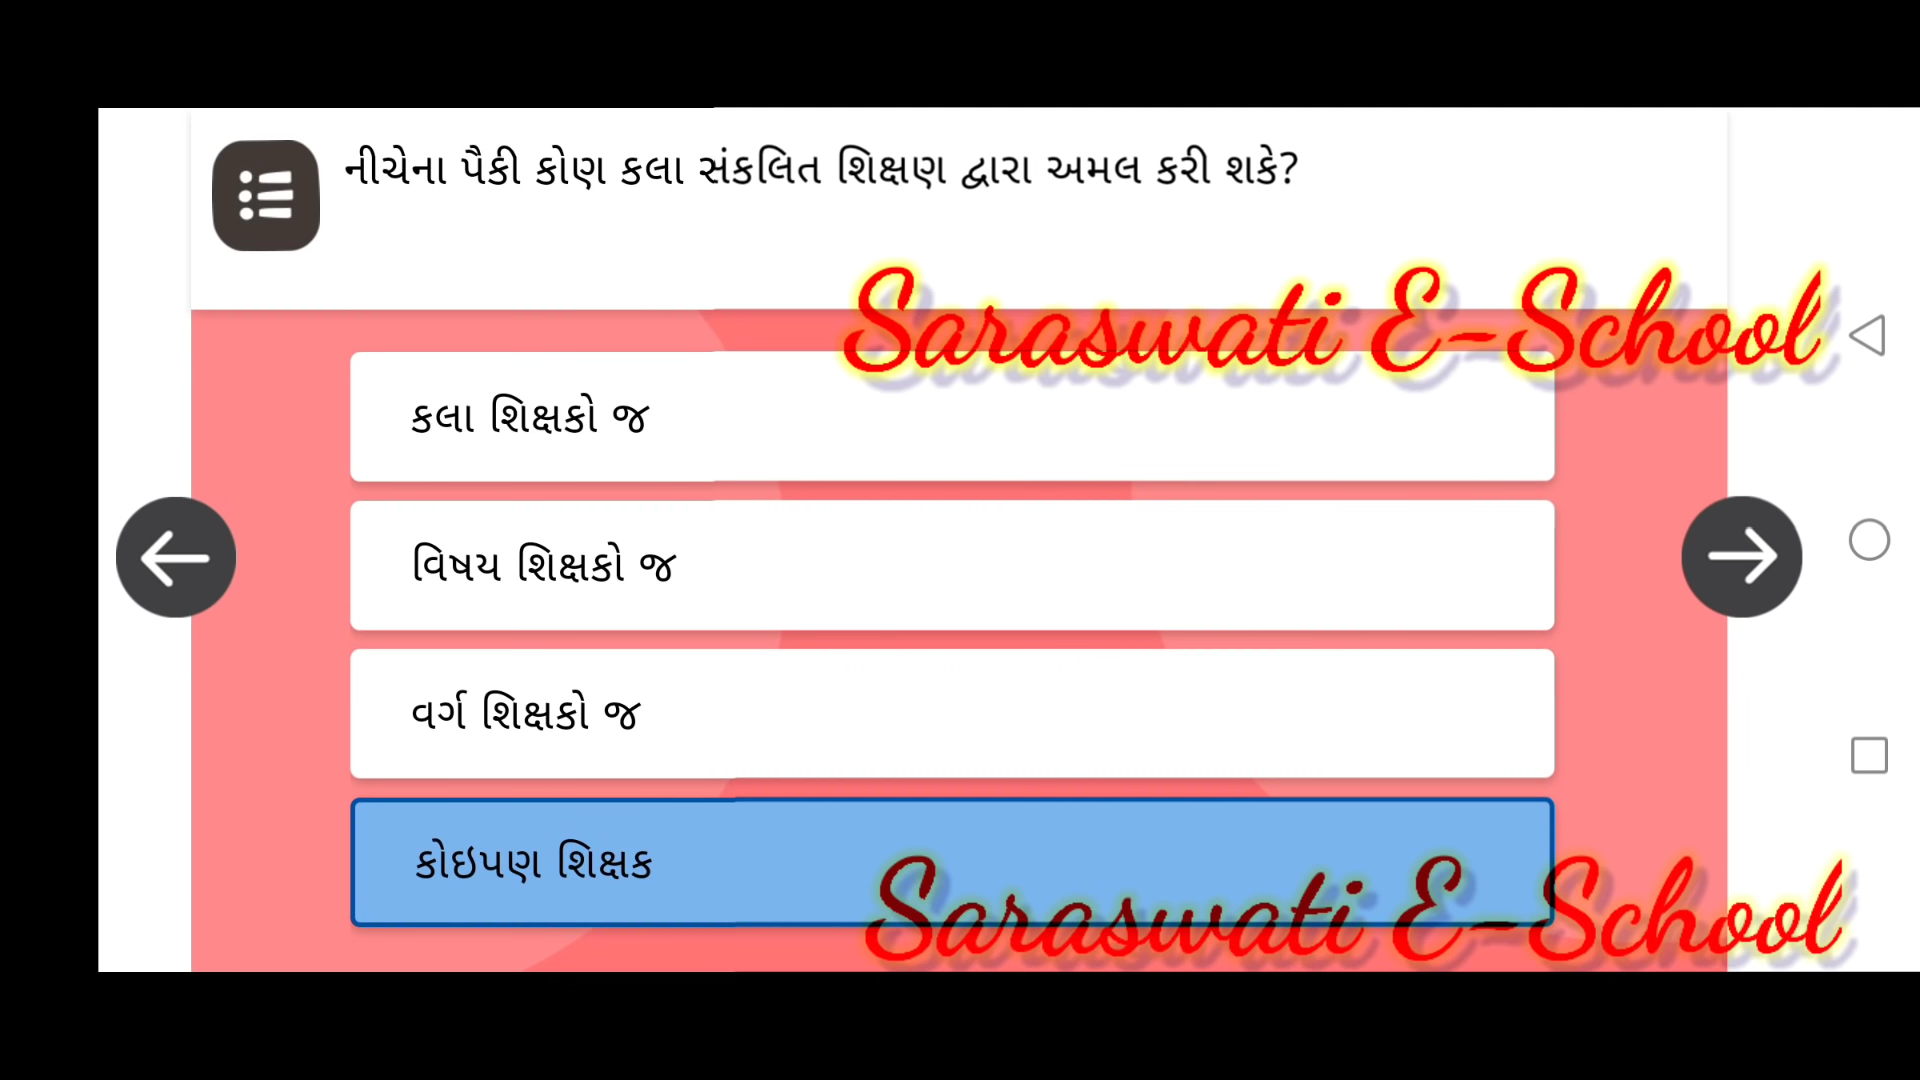 નીચેના પૈકી કોણ કલા સંકલિત શિક્ષણ દ્વારા અમલ કરી શકે?
Saraswati E-School
કલા શિક્ષકો જ
વિષય શિક્ષકો જ
વર્ગ શિક્ષકો જ
કોઇપણ શિક્ષક
Saraswati E-School